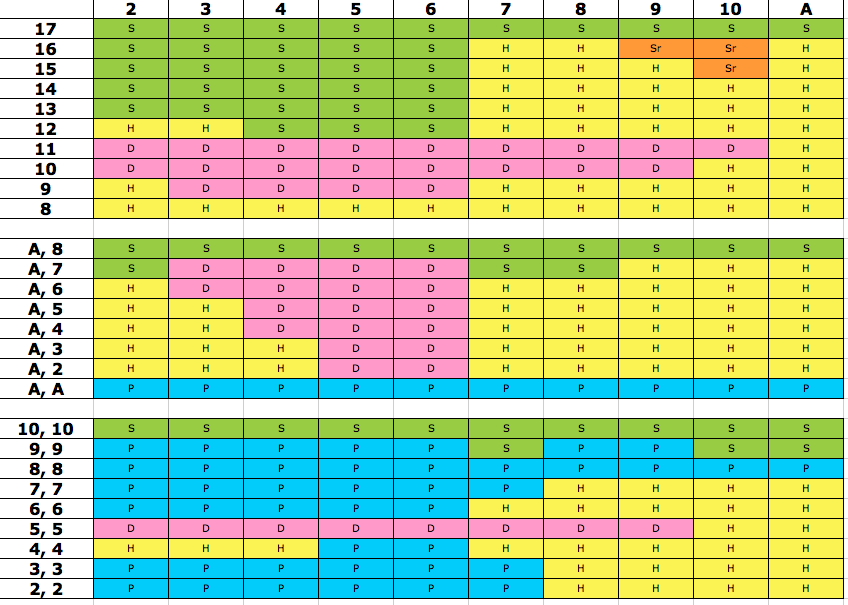 2 3 4 5 6 7 8 9 10 A
17 S S S S S S S S S S
16 S S S S S H H Sr Sr H
15 S S S S S H H H Sr H
14 S S S S S H H H H H
13 S S S S S H H H H H
12 H H S S S H H H H H
11 D D D D D D D D D H
10 D D D D D D D D H H
9 H D D D D H H H H H
8 H H H H H H H H H H
A, 8 S S S S S S S S S S
A, 7 S D D D D S S H H H
A, 6 H D D D D H H H H H
A, 5 H H D D D H H H H H
A, 4 H H D D D H H H H H
A, 3 H H H D D H H H H H
A, 2 H H H D D H H H H H
A, A P P P P P P P P P P
10, 10 S S S S S S S S S S
9, 9 P P P P P S P P S S
8, 8 P P P P P P P P P P
7, 7 P P P P P P H H H H
6, 6 P P P P P H H H H H
5, 5 D D D D D D D D H H
4, 4 H H H P P H H H H H
3, 3 P P P P P P H H H H
2, 2 P P P P P P H H H H